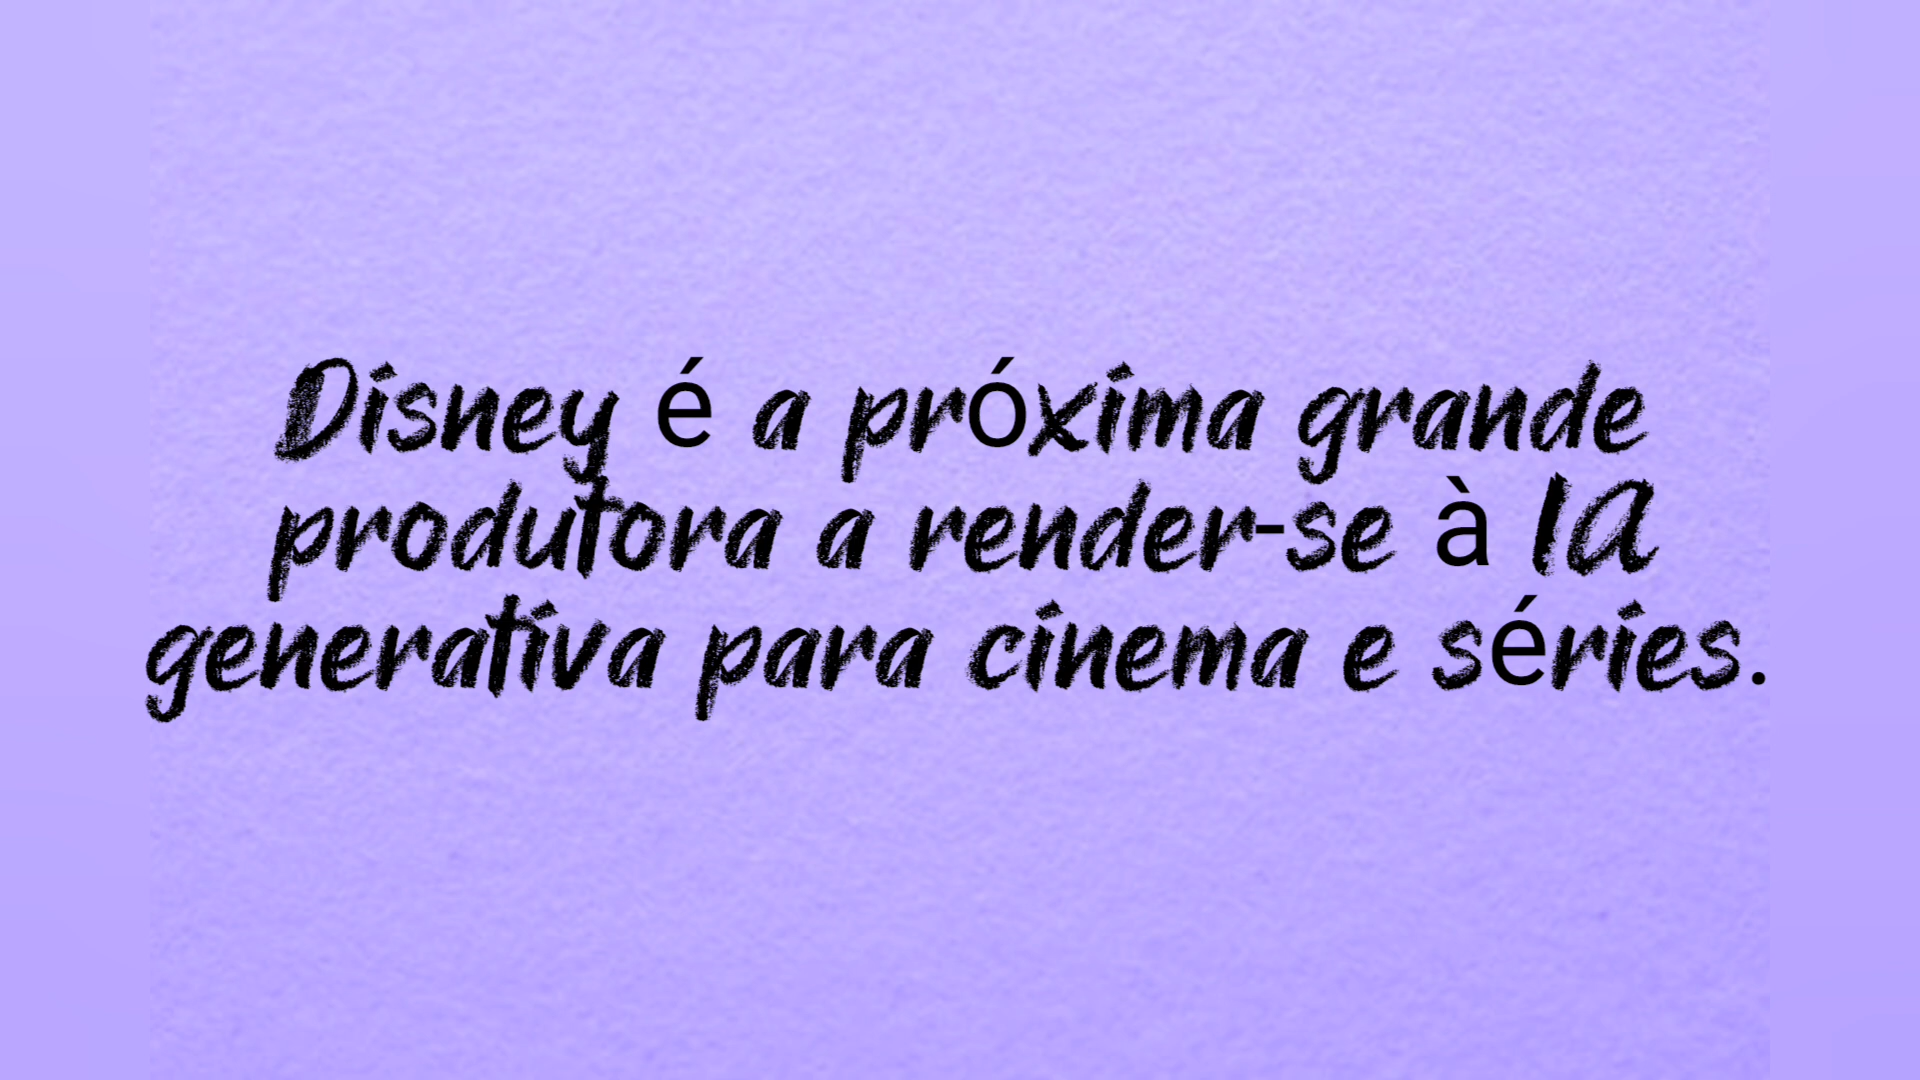 Disney é a próxima grande
produtora a render-se à IA
generativa para cinema e séries.